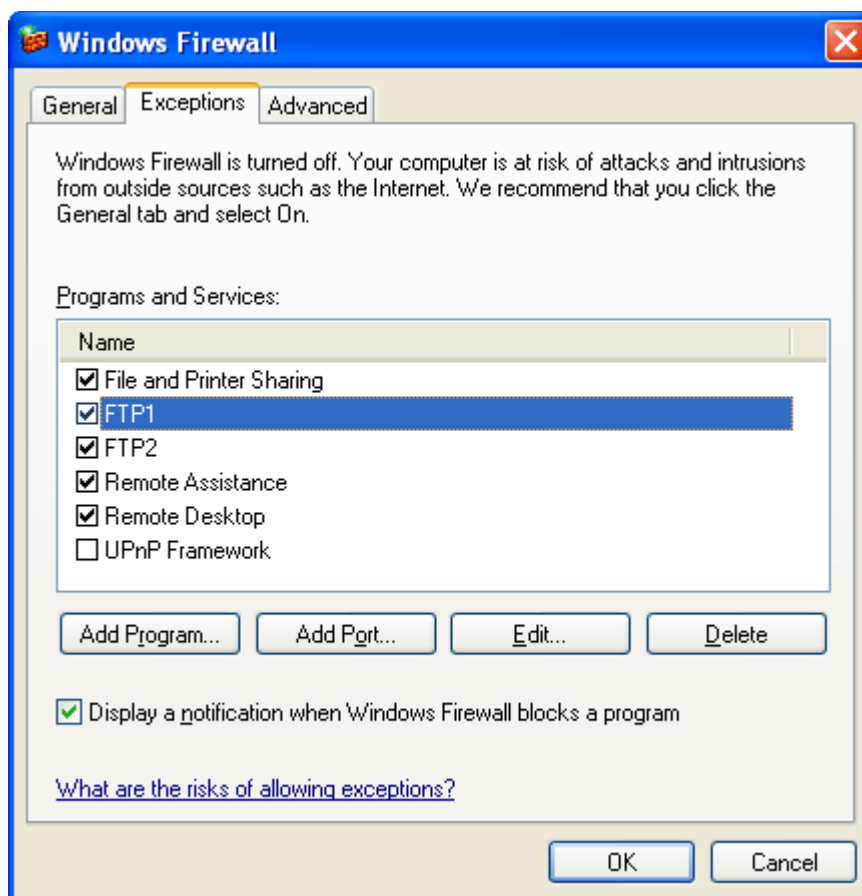 Windows Firewall
General Exceptions Advanced
Windows Firewall is turned off. Your computer is at risk of attacks and intrusions
from outside sources such as the Internet. We recommend that you click the
General tab and select On.
Programs and Services:
Name
File and Printer Sharing
FTP1
FTP2
Remote Assistance
Remote Desktop
UPnP Framework
Add Program... Add Port... Edit... Delete
Display a notification when Windows Firewall blocks a program
What are the risks of allowing exceptions?
OK Cancel